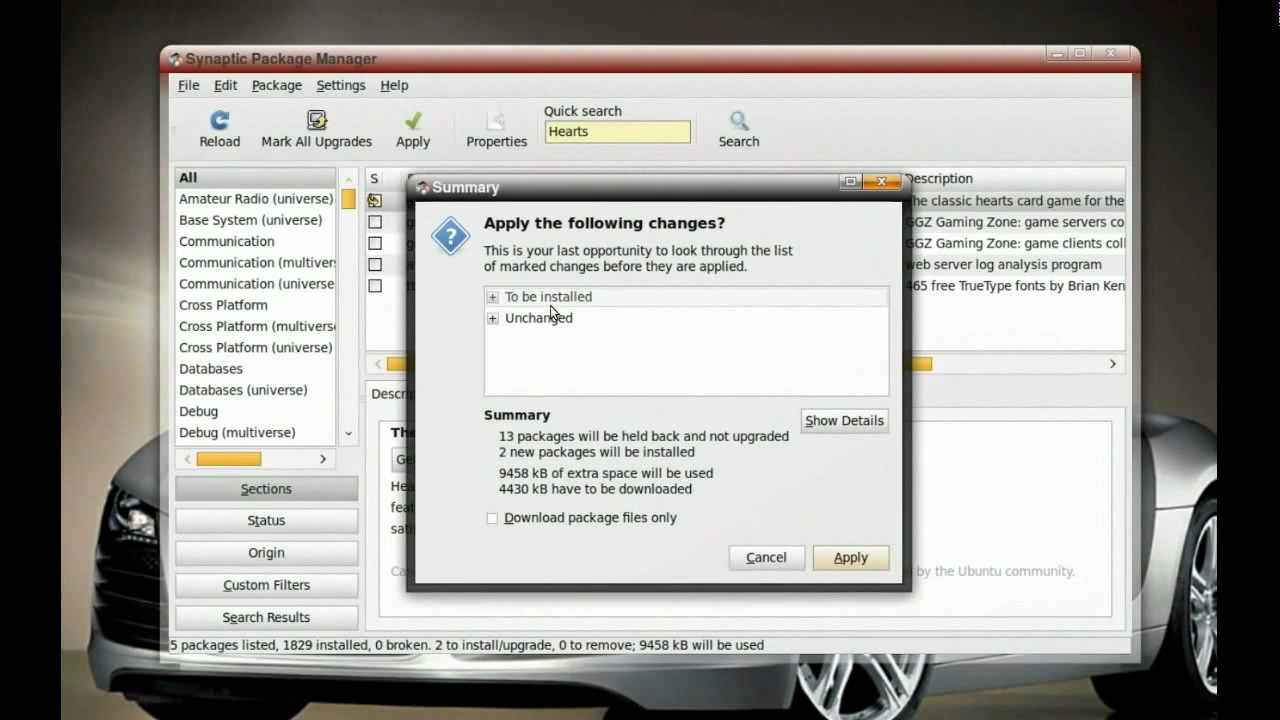 Synaptic Package Manager
File Edit Package Settings Help
Reload Mark All Upgrades Apply Properties Quick search Hearts Search
All
Amateur Radio (universe)
Base System (universe)
Communication
Communication (multivers
Communication (universe
Cross Platform
Cross Platform (multivers
Cross Platform (universe)
Databases
Databases (universe)
Debug
Debug (multiverse)
Sections
Status
Origin
Custom Filters
Search Results
S Description
he classic hearts card game for the
GGZ Gaming Zone: game servers co
GGZ Gaming Zone: game clients coll
web server log analysis program
465 free TrueType fonts by Brian Ken
Descrip
The
Ge
Hea
feat
satis
Ca by the Ubuntu community.
Summary
Apply the following changes?
This is your last opportunity to look through the list
of marked changes before they are applied.
To be installed
Unchanged
Summary
Show Details
13 packages will be held back and not upgraded
2 new packages will be installed
9458 kB of extra space will be used
4430 kB have to be downloaded
Download package files only
Cancel Apply
5 packages listed, 1829 installed, 0 broken. 2 to install/upgrade, 0 to remove; 9458 kB will be used